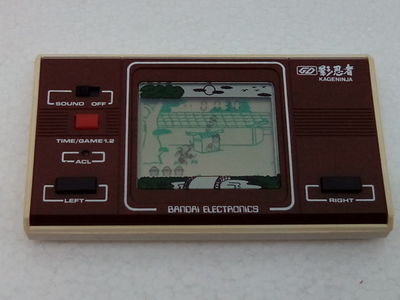 GD 影忍者
KAGENINJA
SOUND OFF
TIME/GAME 1.2
ACL
LEFT
RIGHT
BANDAI ELECTRONICS